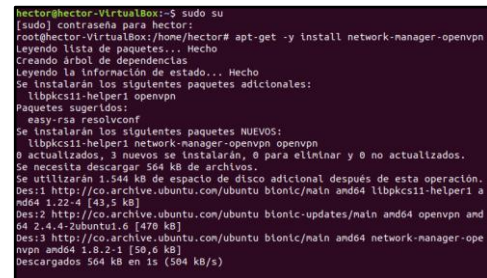 hector@hector-VirtualBox:~$ sudo su
[sudo] contraseña para hector:
root@hector-VirtualBox:/home/hector# apt-get -y install network-manager-openvpn
Leyendo lista de paquetes... Hecho
Creando árbol de dependencias
Leyendo la información de estado... Hecho
Se instalarán los siguientes paquetes adicionales:
  libpkcs11-helper1 openvpn
Paquetes sugeridos:
  easy-rsa resolvconf
Se instalarán los siguientes paquetes NUEVOS:
  libpkcs11-helper1 network-manager-openvpn openvpn
0 actualizados, 3 nuevos se instalarán, 0 para eliminar y 0 no actualizados.
Se necesita descargar 564 kB de archivos.
Se utilizarán 1.544 kB de espacio de disco adicional después de esta operación.
Des:1 http://co.archive.ubuntu.com/ubuntu bionic/main amd64 libpkcs11-helper1 a
md64 1.22-4 [43,5 kB]
Des:2 http://co.archive.ubuntu.com/ubuntu bionic-updates/main amd64 openvpn amd
64 2.4.4-2ubuntu1.6 [470 kB]
Des:3 http://co.archive.ubuntu.com/ubuntu bionic/main amd64 network-manager-ope
nvpn amd64 1.8.2-1 [50,6 kB]
Descargados 564 kB en 1s (504 kB/s)